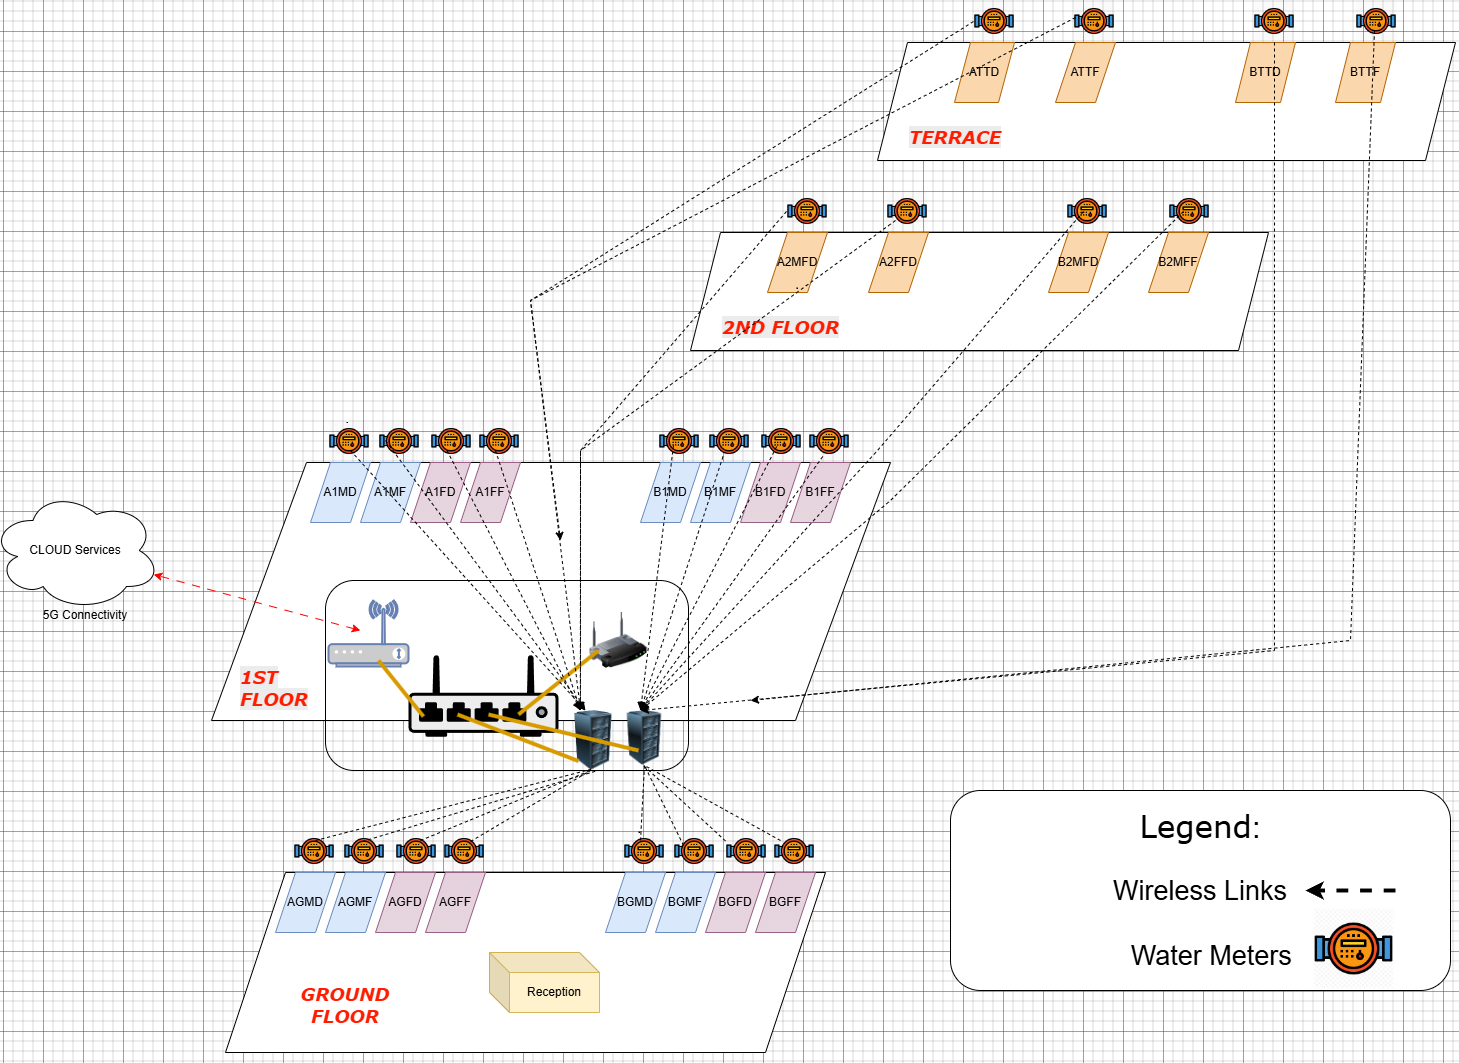 ATTD
ATTF
BTTD
BTTF
TERRACE
A2MFD
A2FFD
B2MFD
B2MFF
2ND FLOOR
A1MD
A1MF
A1FD
A1FF
B1MD
B1MF
B1FD
B1FF
CLOUD Services
5G Connectivity
1ST
FLOOR
AGMD
AGMF
AGFD
AGFF
BGMD
BGMF
BGFD
BGFF
Reception
GROUND
FLOOR
Legend:
Wireless Links
Water Meters